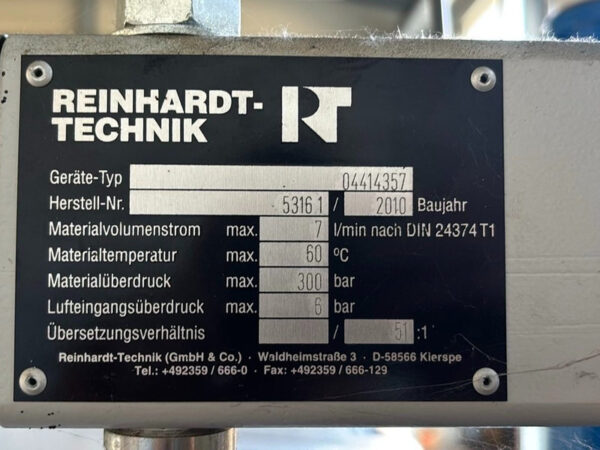 REINHARDT-
TECHNIK
RT
Geräte-Typ 04414357
Herstell-Nr. 53161 / 2010 Baujahr
Materialvolumenstrom max. 7 l/min nach DIN 24374 T1
Materialtemperatur max. 60 °C
Materialüberdruck max. 300 bar
Lufteingangsüberdruck max. 6 bar
Übersetzungsverhältnis / 51 :1
Reinhardt-Technik (GmbH & Co.) · Waldheimstraße 3 · D-58566 Kierspe
Tel.: +492359 / 666-0 · Fax: +492359 / 666-129